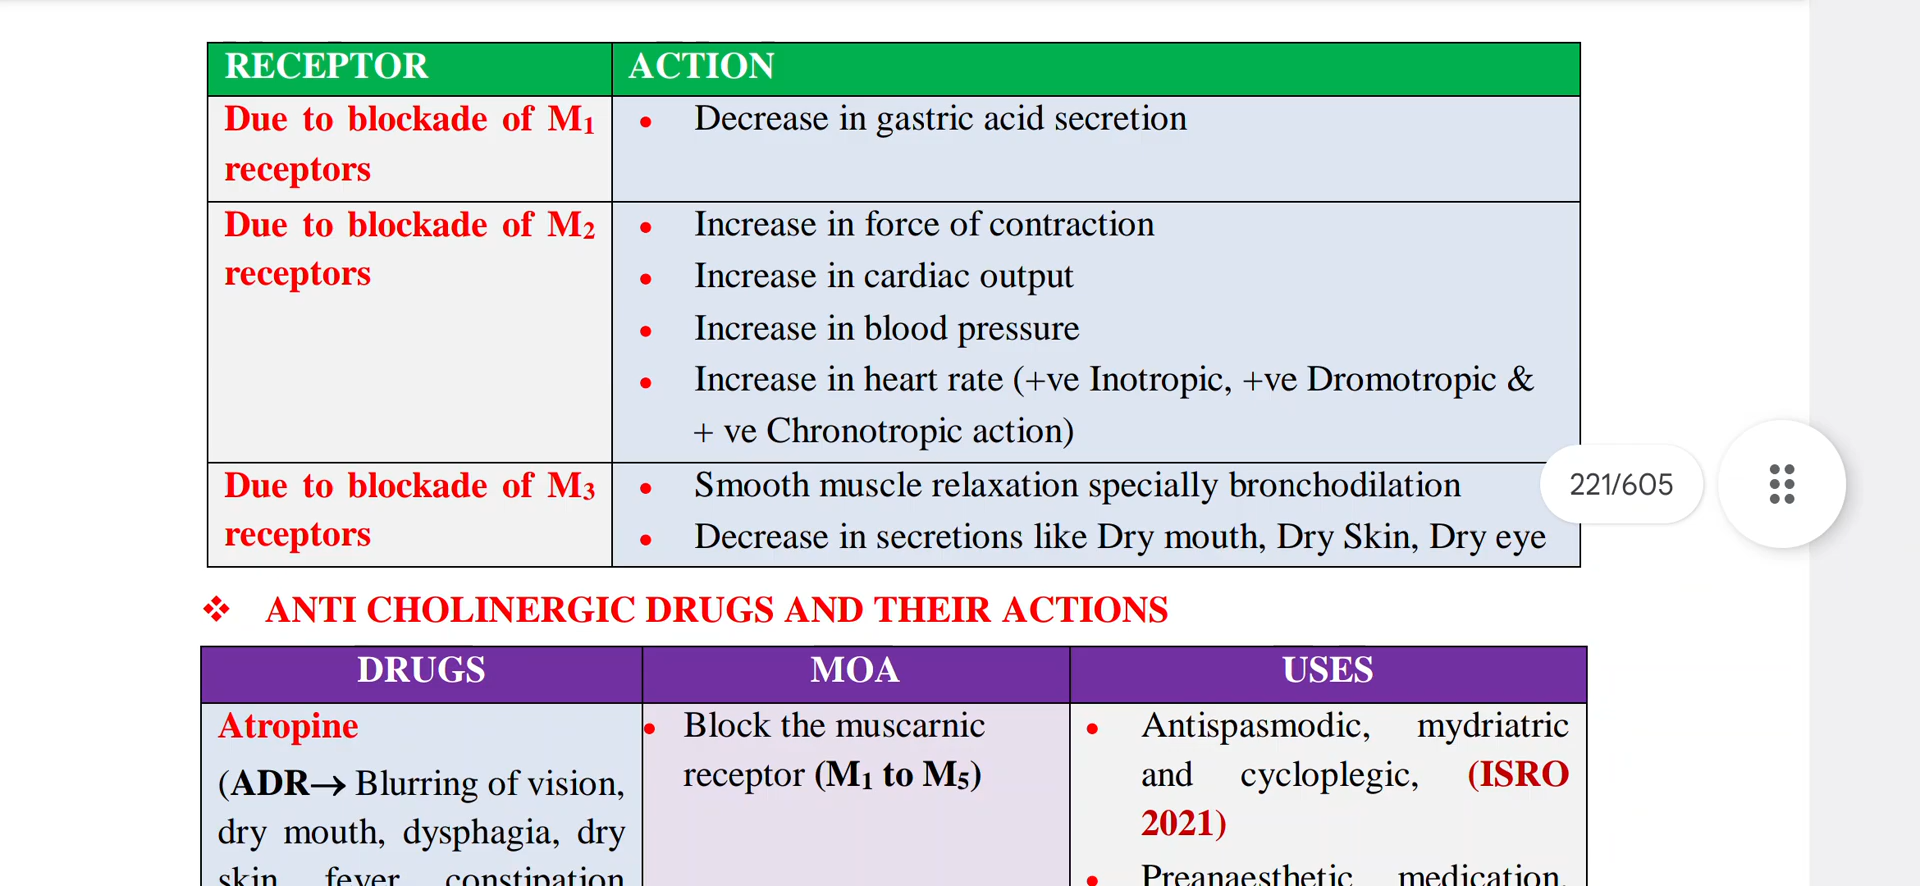 RECEPTOR ACTION
Due to blockade of M₁ • Decrease in gastric acid secretion
receptors
Due to blockade of M₂ • Increase in force of contraction
receptors • Increase in cardiac output
• Increase in blood pressure
• Increase in heart rate (+ve Inotropic, +ve Dromotropic &
+ ve Chronotropic action)
Due to blockade of M₃ • Smooth muscle relaxation specially bronchodilation
receptors • Decrease in secretions like Dry mouth, Dry Skin, Dry eye
221/605
❖ ANTI CHOLINERGIC DRUGS AND THEIR ACTIONS
DRUGS MOA USES
Atropine • Block the muscarnic • Antispasmodic, mydriatric
(ADR→ Blurring of vision, receptor (M₁ to M₅) and cycloplegic, (ISRO
dry mouth, dysphagia, dry 2021)
skin fever constipation • Preanaesthetic medication,